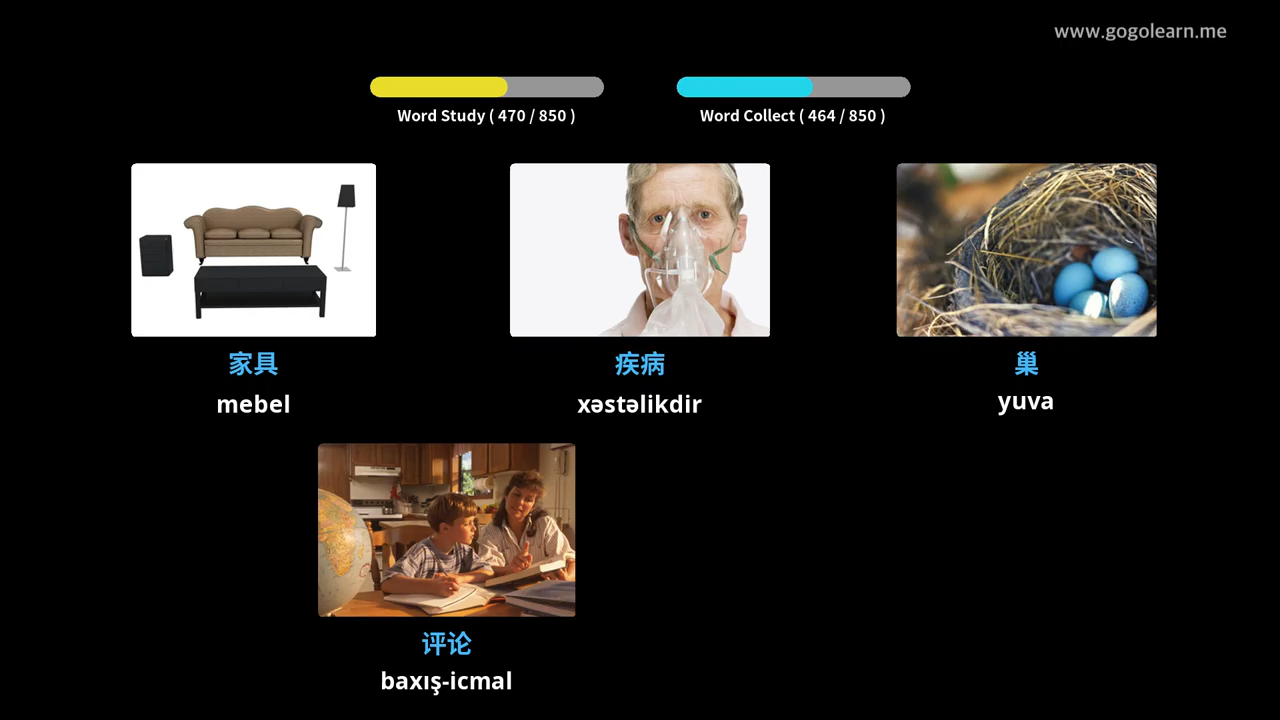 www.gogolearn.me
Word Study ( 470 / 850 )
Word Collect ( 464 / 850 )
家具
mebel
疾病
xəstəlikdir
巢
yuva
评论
baxış-icmal